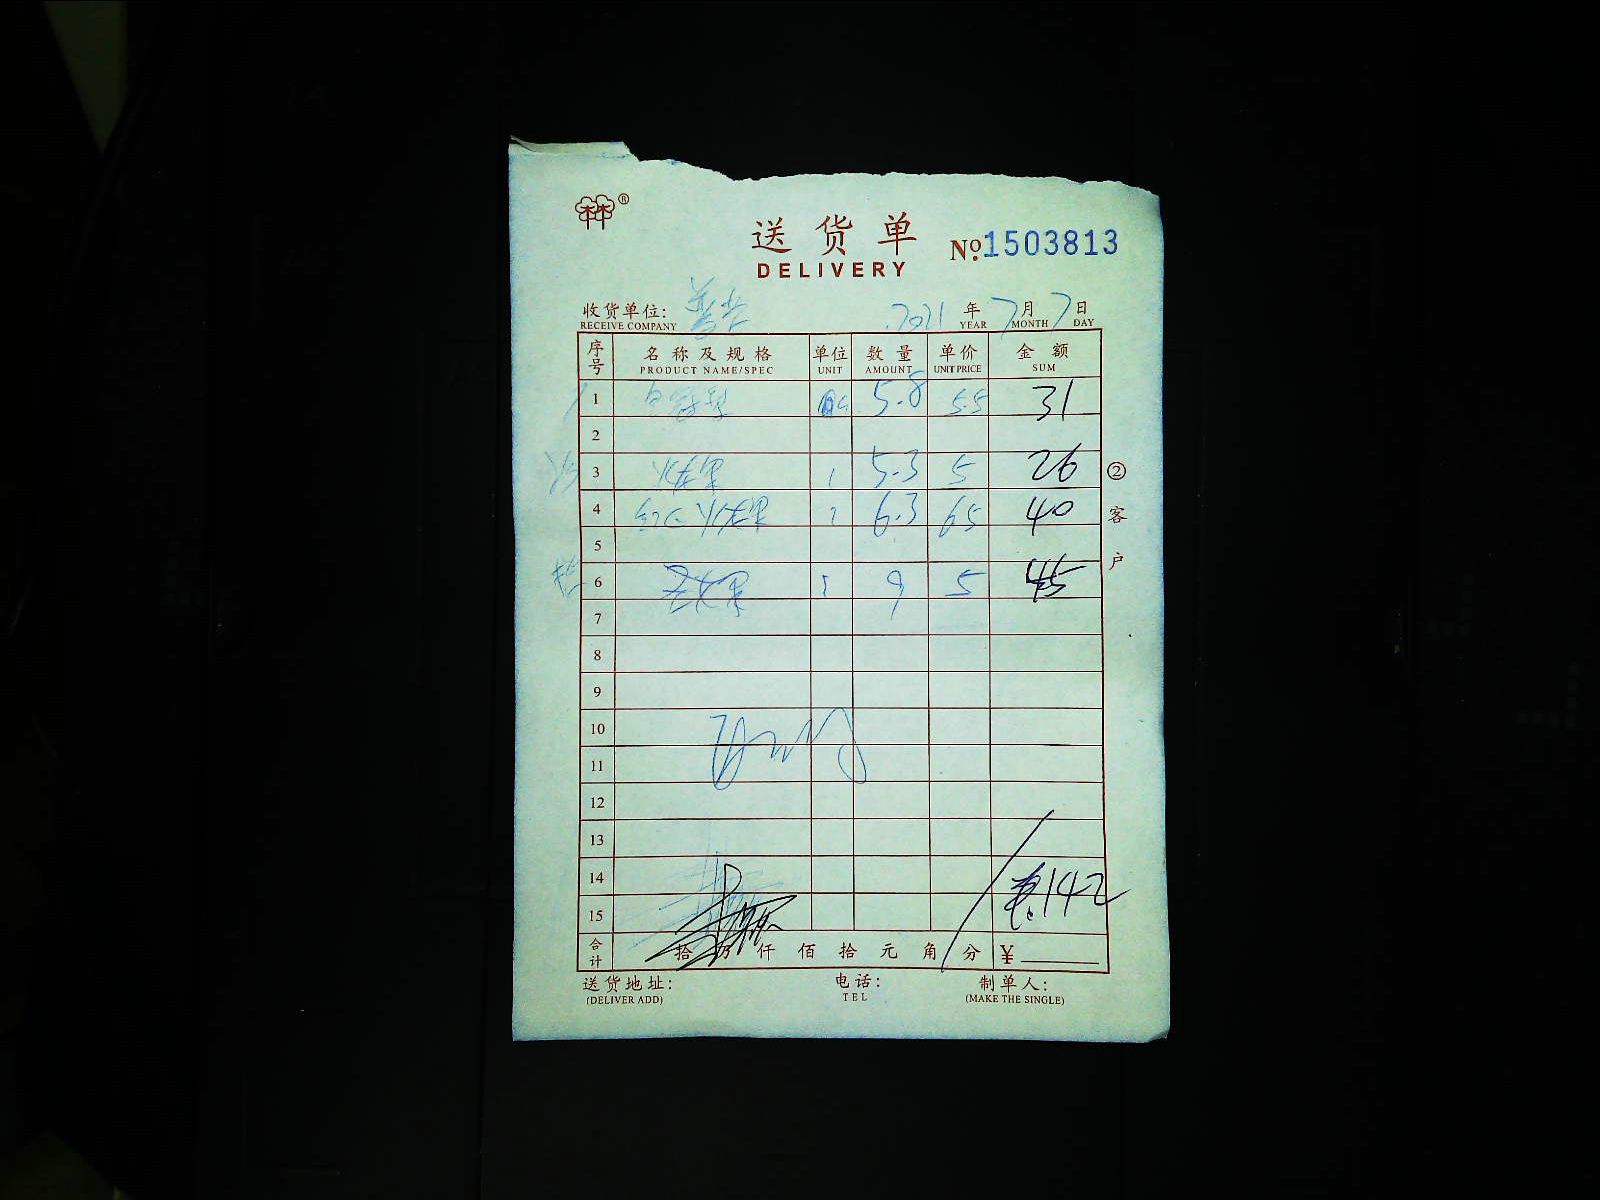 ®
送货单
DELIVERY
Nº.1503813
收货单位:
RECEIVE COMPANY
2021 年 7 月 7 日
YEAR MONTH DAY
序号 名称及规格 单位 数量 单价 金额
PRODUCT NAME/SPEC UNIT AMOUNT UNIT PRICE SUM
1 5.8 5.5 31
2
3 5.3 5 26
4 6.3 6.5 40
5
6 9 5 45
7
8
9
10
11
12
13
14 142
15
合计 拾 万 仟 佰 拾 元 角 分 ¥
② 客户
送货地址: 电话: 制单人:
(DELIVER ADD) TEL (MAKE THE SINGLE)